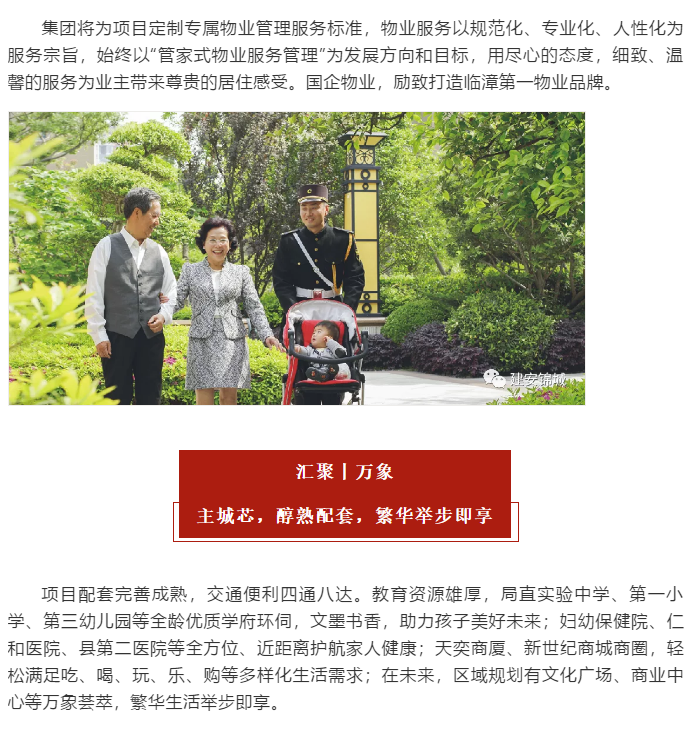 集团将为项目定制专属物业管理服务标准，物业服务以规范化、专业化、人性化为
服务宗旨，始终以“管家式物业服务管理”为发展方向和目标，用尽心的态度，细致、温
馨的服务为业主带来尊贵的居住感受。国企物业，励致打造临漳第一物业品牌。
建安锦城
汇聚丨万象
主城芯，醇熟配套，繁华举步即享
项目配套完善成熟，交通便利四通八达。教育资源雄厚，局直实验中学、第一小
学、第三幼儿园等全龄优质学府环伺，文墨书香，助力孩子美好未来；妇幼保健院、仁
和医院、县第二医院等全方位、近距离护航家人健康；天奕商厦、新世纪商城商圈，轻
松满足吃、喝、玩、乐、购等多样化生活需求；在未来，区域规划有文化广场、商业中
心等万象荟萃，繁华生活举步即享。